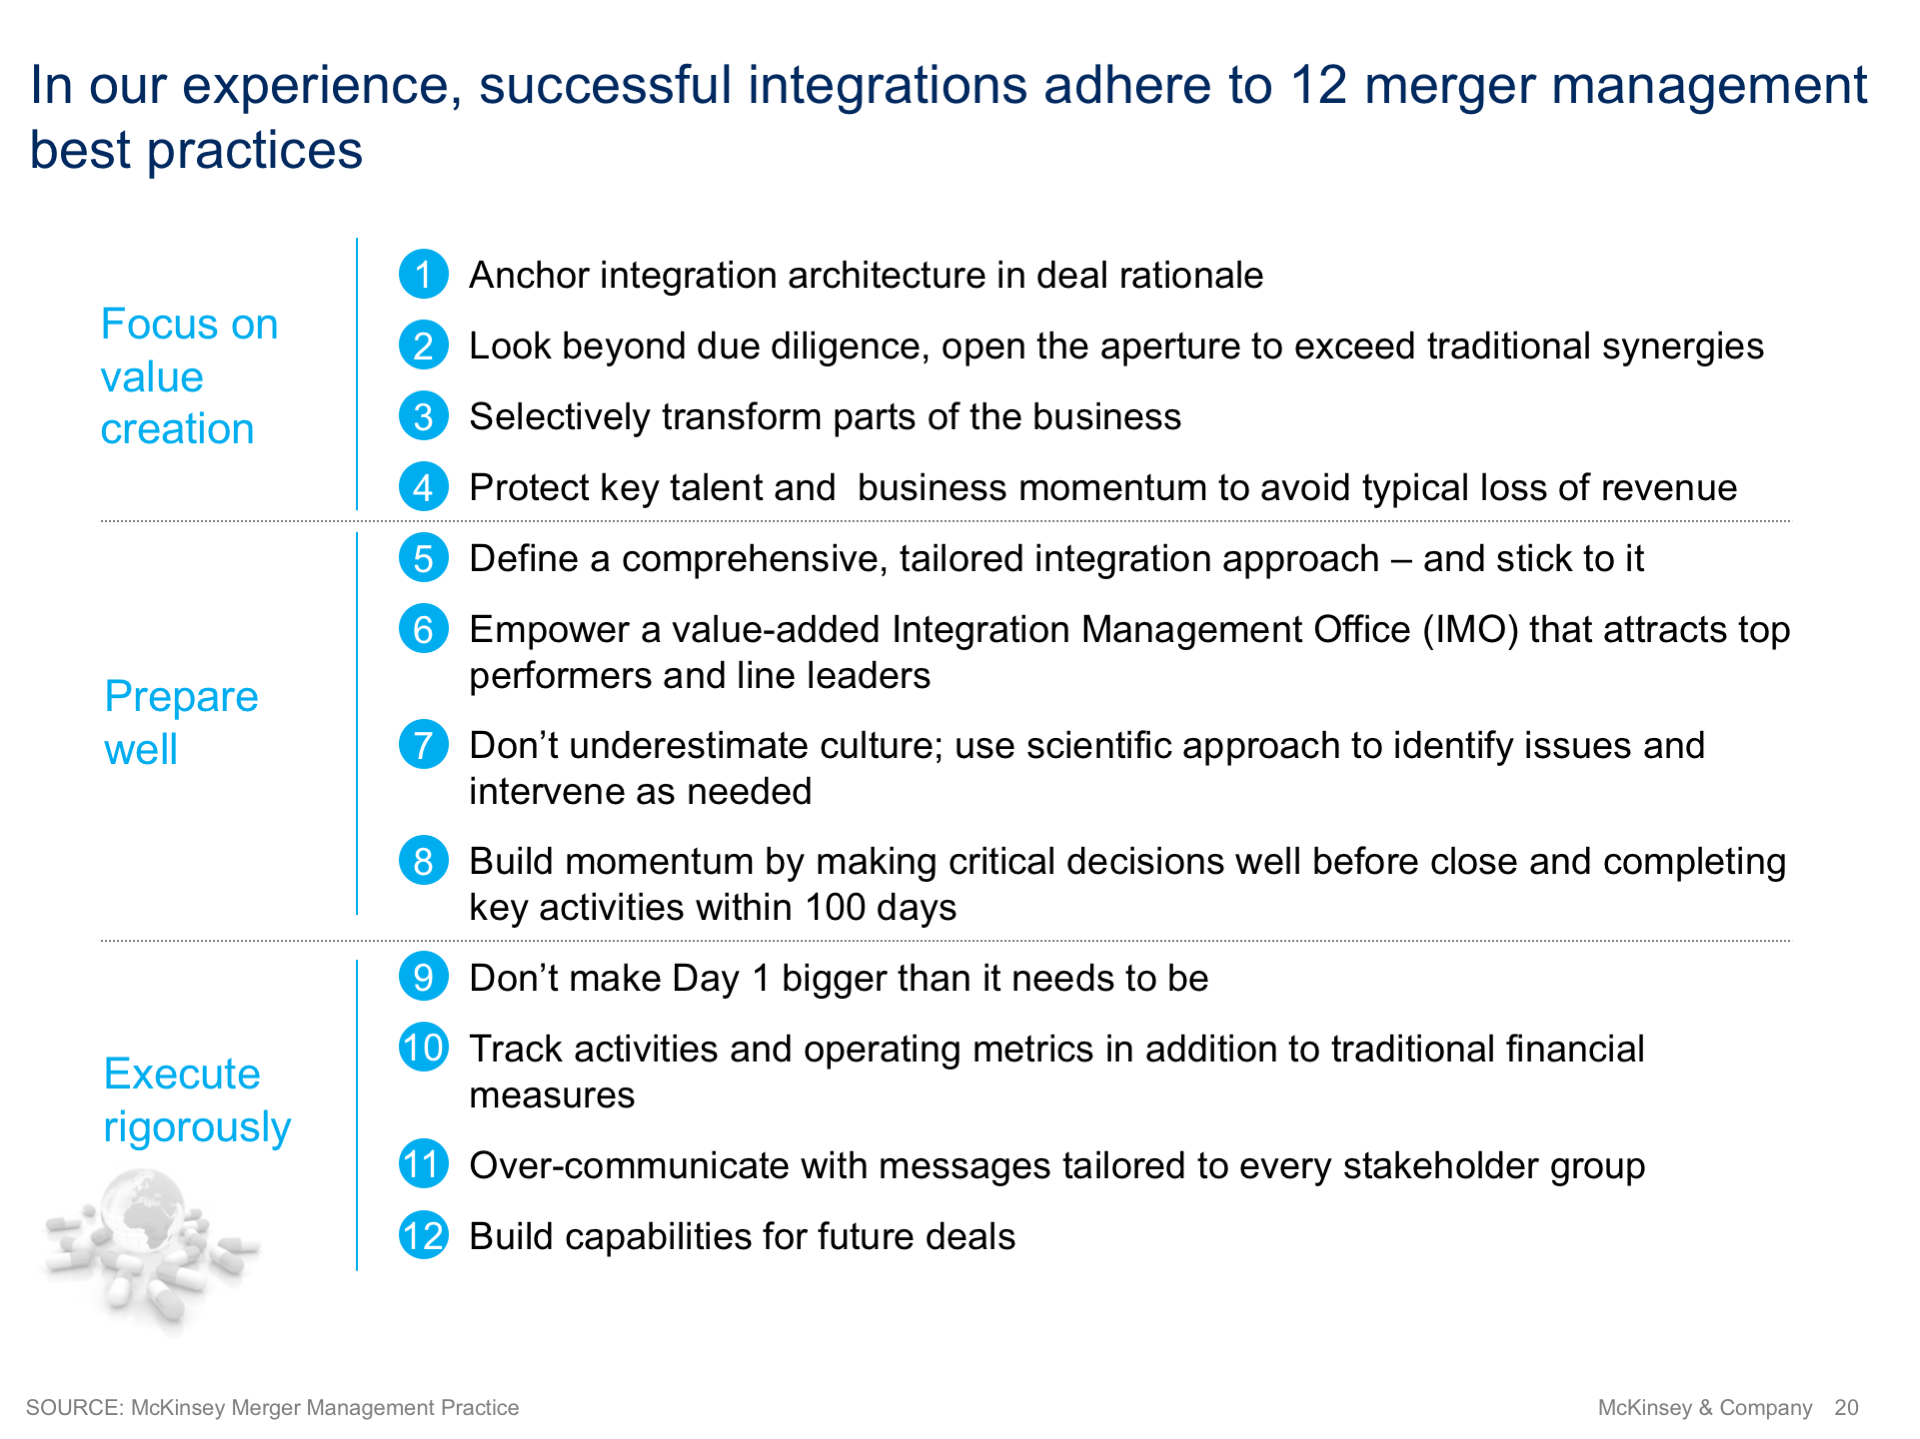 In our experience, successful integrations adhere to 12 merger management
best practices
Focus on
value
creation
1 Anchor integration architecture in deal rationale
2 Look beyond due diligence, open the aperture to exceed traditional synergies
3 Selectively transform parts of the business
4 Protect key talent and  business momentum to avoid typical loss of revenue
Prepare
well
5 Define a comprehensive, tailored integration approach – and stick to it
6 Empower a value-added Integration Management Office (IMO) that attracts top
performers and line leaders
7 Don’t underestimate culture; use scientific approach to identify issues and
intervene as needed
8 Build momentum by making critical decisions well before close and completing
key activities within 100 days
Execute
rigorously
9 Don’t make Day 1 bigger than it needs to be
10 Track activities and operating metrics in addition to traditional financial
measures
11 Over-communicate with messages tailored to every stakeholder group
12 Build capabilities for future deals
SOURCE: McKinsey Merger Management Practice
McKinsey & Company 20